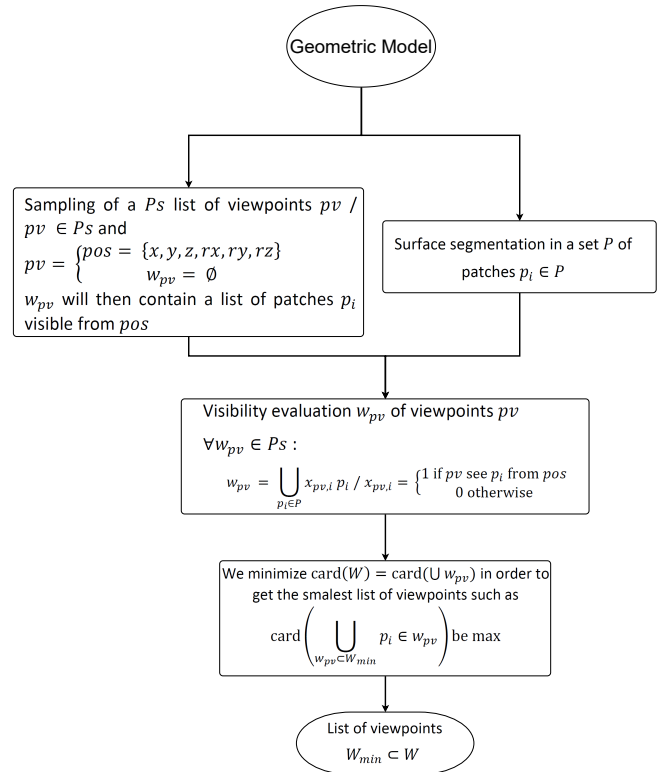 Geometric Model
Sampling of a Ps list of viewpoints pv /
pv ∈ Ps and
pv = { pos = {x, y, z, rx, ry, rz}
w_pv = ∅
w_pv will then contain a list of patches p_i
visible from pos
Surface segmentation in a set P of
patches p_i ∈ P
Visibility evaluation w_pv of viewpoints pv
∀w_pv ∈ Ps :
w_pv = ⋃_{p_i∈P} x_{pv,i} p_i / x_{pv,i} = { 1 if pv see p_i from pos
0 otherwise
We minimize card(W) = card(⋃ w_pv) in order to
get the smalest list of viewpoints such as
card(⋃_{w_pv⊂W_min} p_i ∈ w_pv) be max
List of viewpoints
W_min ⊂ W